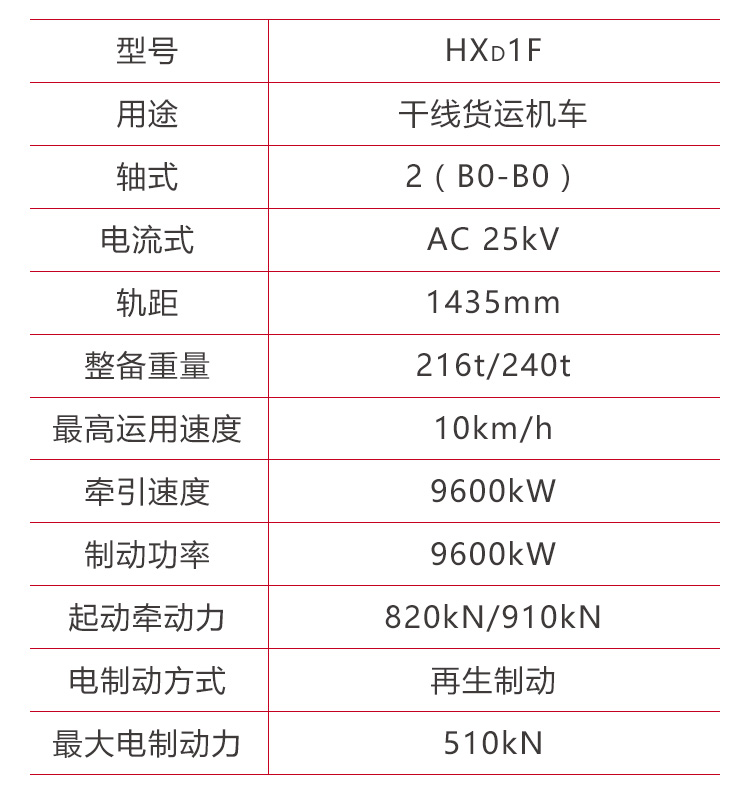 型号 HXD1F
用途 干线货运机车
轴式 2（B0-B0）
电流式 AC 25kV
轨距 1435mm
整备重量 216t/240t
最高运用速度 10km/h
牵引速度 9600kW
制动功率 9600kW
起动牵动力 820kN/910kN
电制动方式 再生制动
最大电制动力 510kN